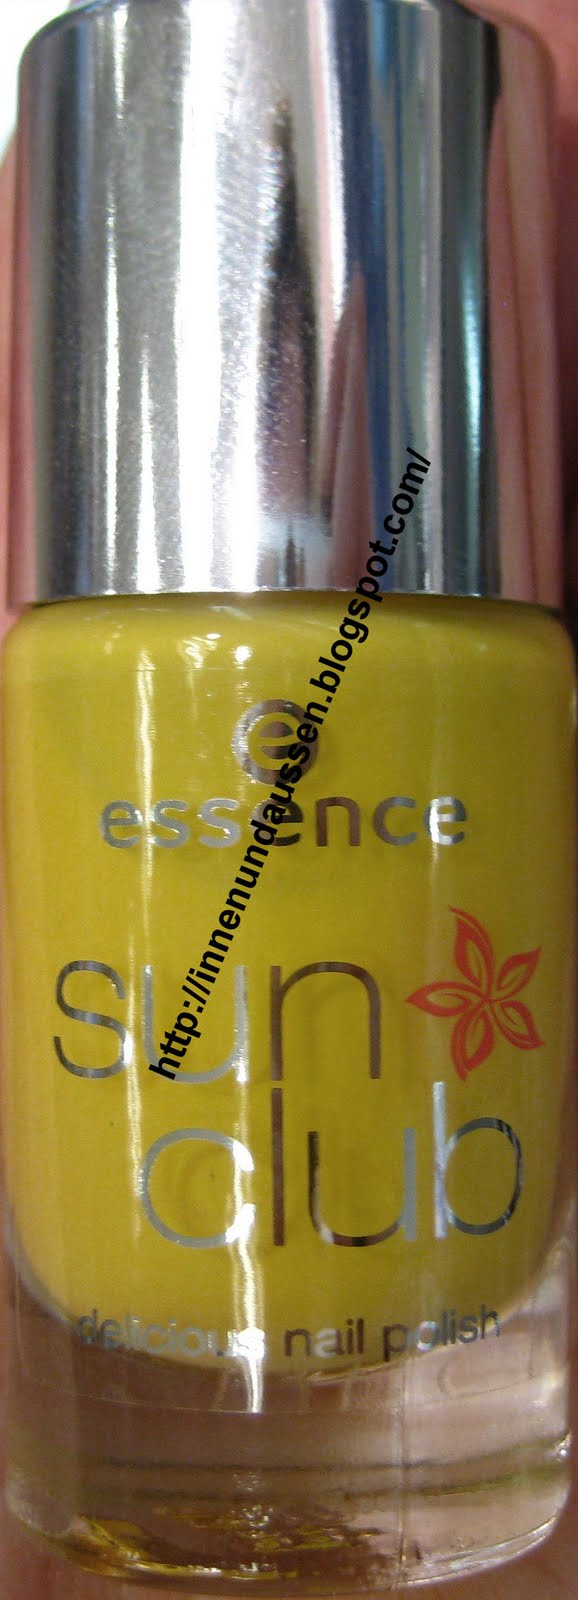 e
essence
sun
club
delicious nail polish
http://innenundaussen.blogspot.com/